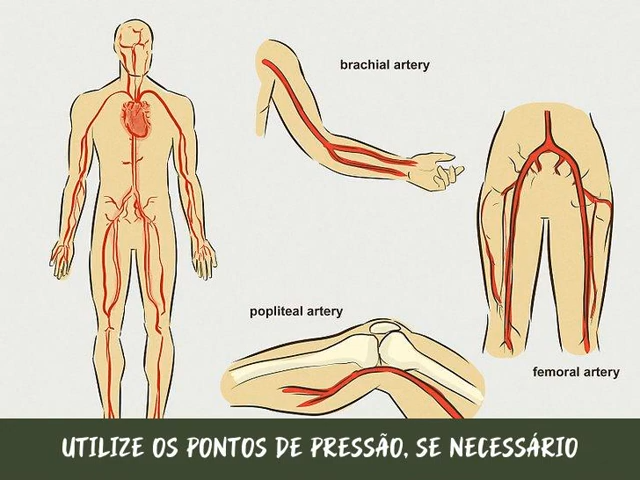 brachial artery
popliteal artery
femoral artery
UTILIZE OS PONTOS DE PRESSÃO, SE NECESSÁRIO